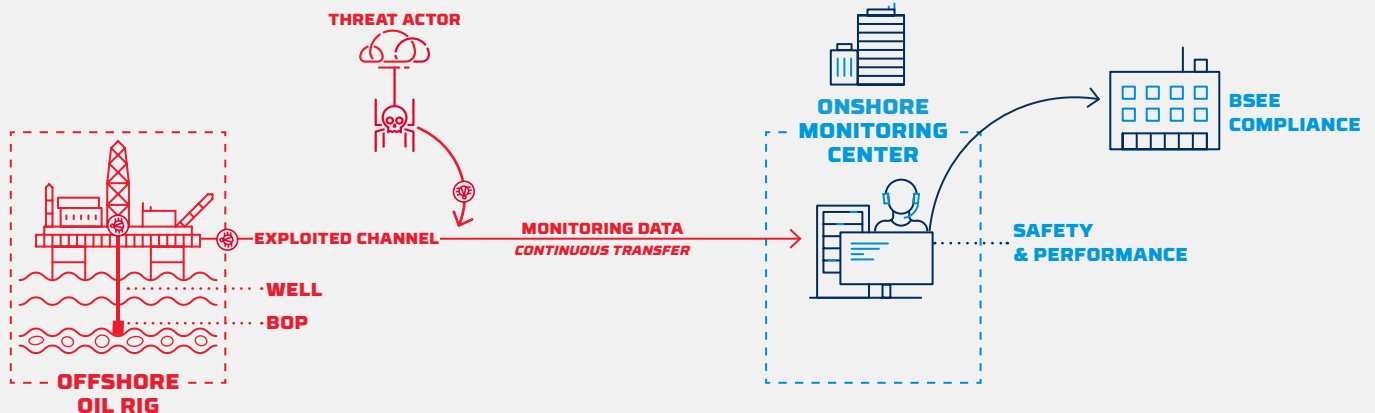 THREAT ACTOR
ONSHORE
MONITORING
CENTER
BSEE
COMPLIANCE
EXPLOITED CHANNEL
MONITORING DATA
CONTINUOUS TRANSFER
SAFETY
& PERFORMANCE
WELL
BOP
OFFSHORE
OIL RIG